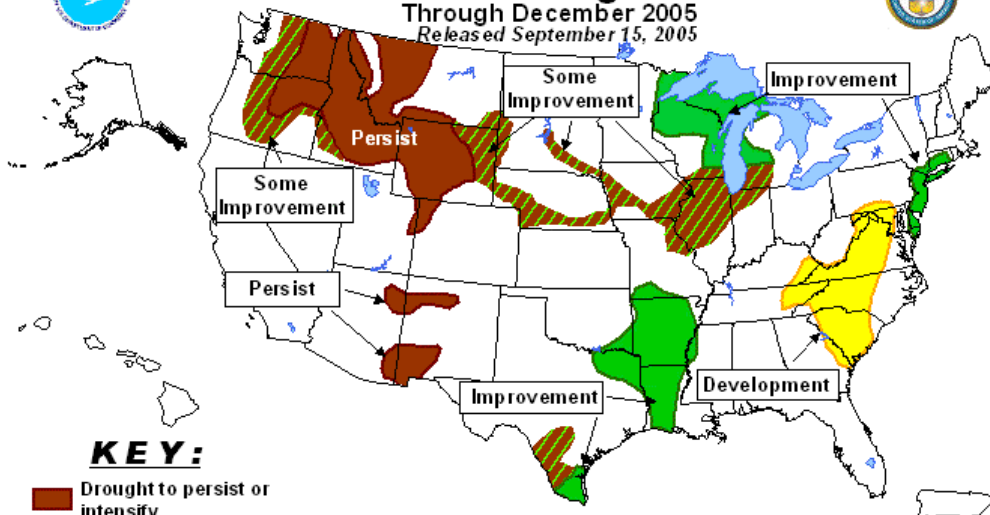 Through December 2005
Released September 15, 2005
Some
Improvement
Improvement
Persist
Some
Improvement
Persist
Improvement
Development
KEY:
Drought to persist or
intensify